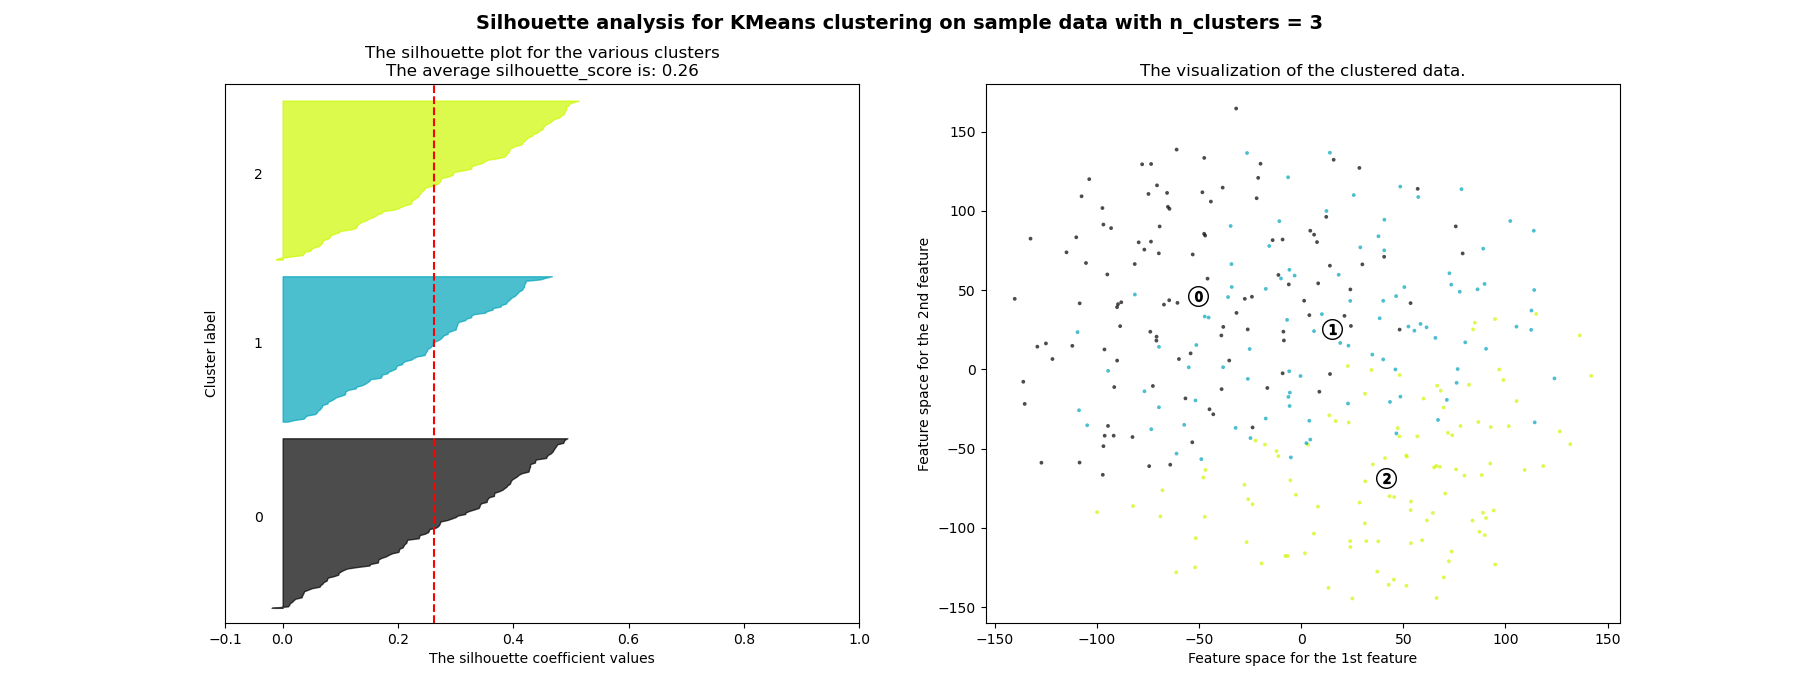 Silhouette analysis for KMeans clustering on sample data with n_clusters = 3
The silhouette plot for the various clusters
The average silhouette_score is: 0.26
2
1
0
Cluster label
−0.1 0.0 0.2 0.4 0.6 0.8 1.0
The silhouette coefficient values
The visualization of the clustered data.
150
100
50
0
−50
−100
−150
Feature space for the 2nd feature
0
1
2
−150 −100 −50 0 50 100 150
Feature space for the 1st feature